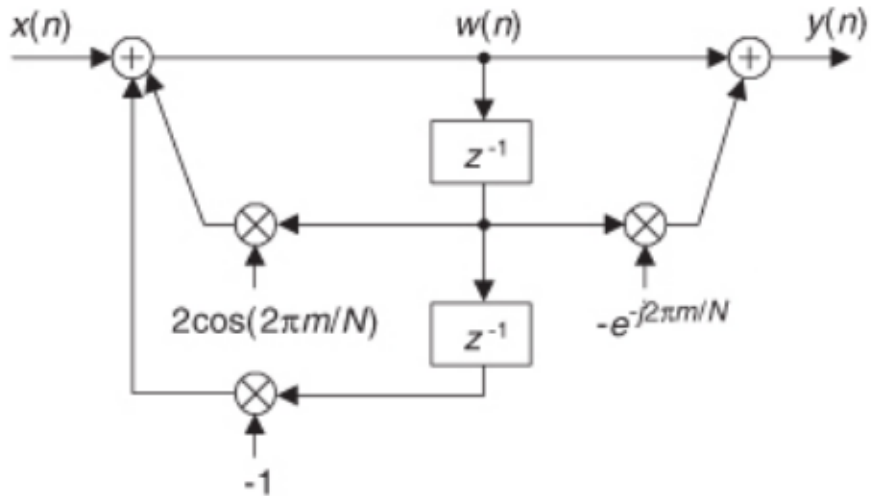 x(n) w(n) y(n)
+ +
z⁻¹
2cos(2πm/N) -e^{-j2πm/N}
z⁻¹
-1